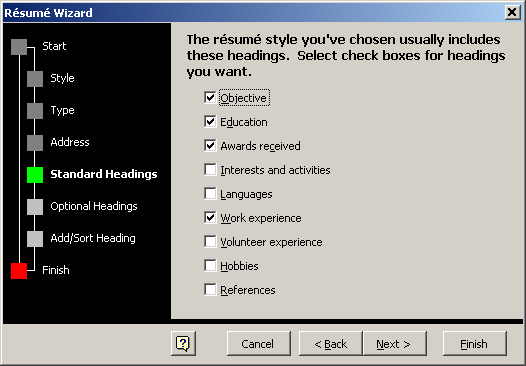 Résumé Wizard
Start
Style
Type
Address
Standard Headings
Optional Headings
Add/Sort Heading
Finish
The résumé style you've chosen usually includes
these headings.  Select check boxes for headings
you want.
Objective
Education
Awards received
Interests and activities
Languages
Work experience
Volunteer experience
Hobbies
References
?
Cancel
< Back
Next >
Finish